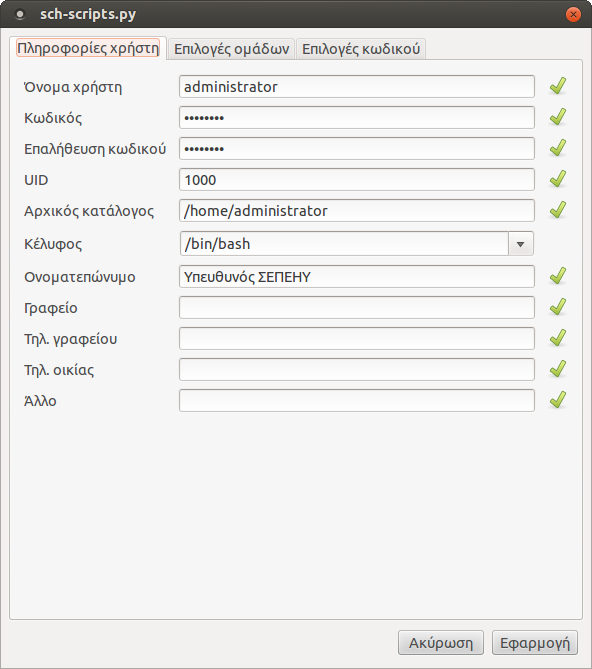 sch-scripts.py
Πληροφορίες χρήστη Επιλογές ομάδων Επιλογές κωδικού
Όνομα χρήστη administrator
Κωδικός ••••••••
Επαλήθευση κωδικού ••••••••
UID 1000
Αρχικός κατάλογος /home/administrator
Κέλυφος /bin/bash
Ονοματεπώνυμο Υπευθυνός ΣΕΠΕΗΥ
Γραφείο
Τηλ. γραφείου
Τηλ. οικίας
Άλλο
Ακύρωση Εφαρμογή